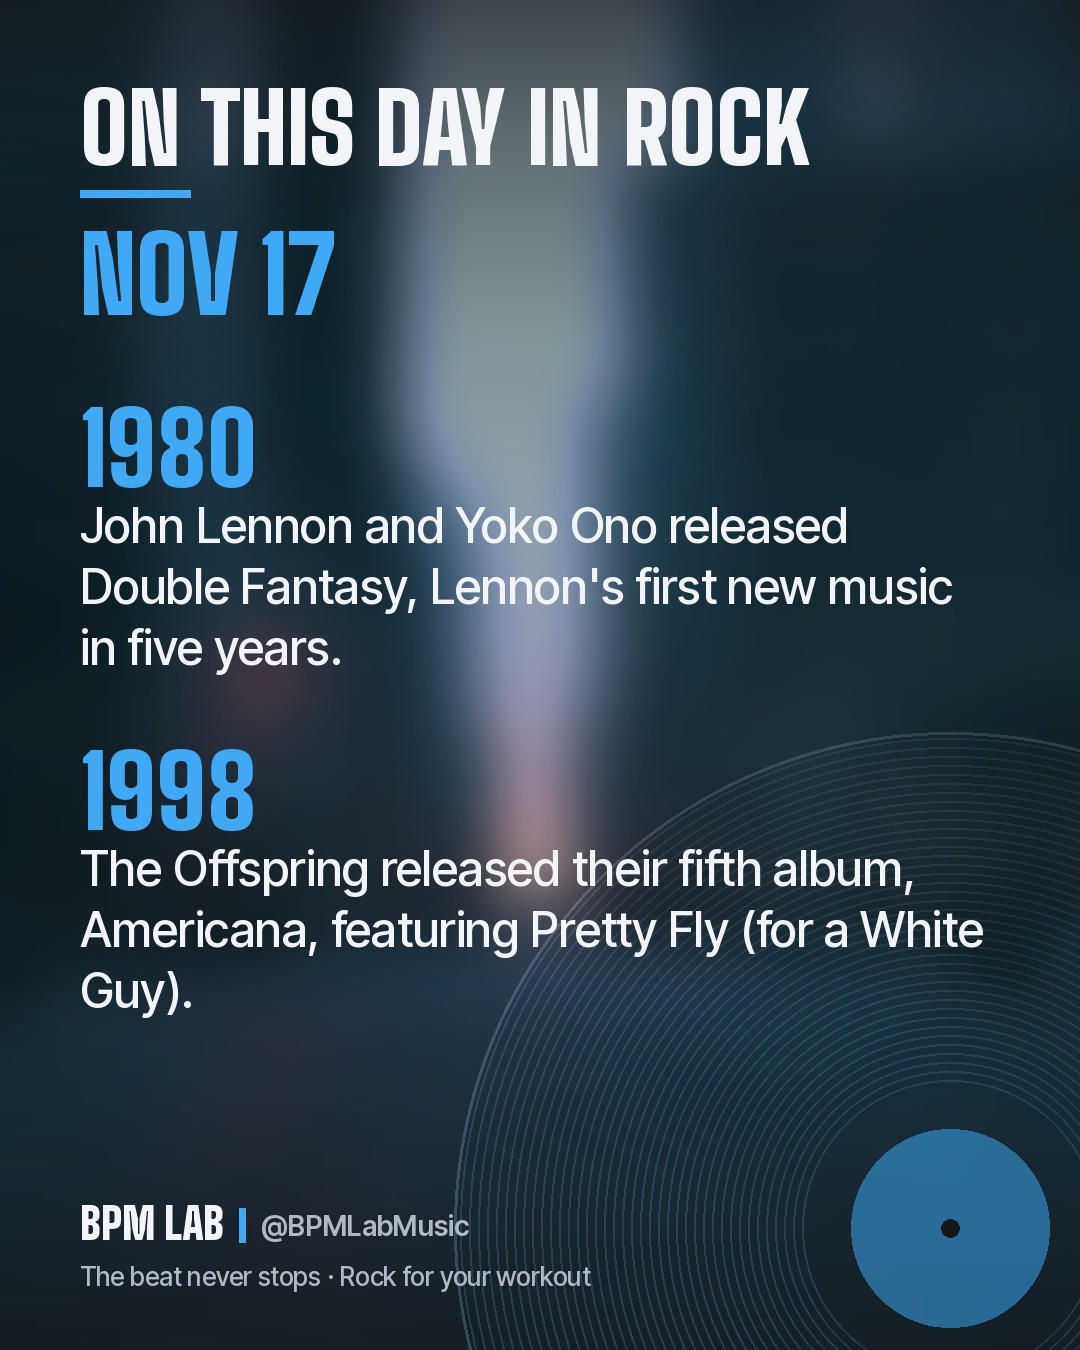 ON THIS DAY IN ROCK
NOV 17
1980
John Lennon and Yoko Ono released
Double Fantasy, Lennon's first new music
in five years.
1998
The Offspring released their fifth album,
Americana, featuring Pretty Fly (for a White
Guy).
BPM LAB | @BPMLabMusic
The beat never stops · Rock for your workout